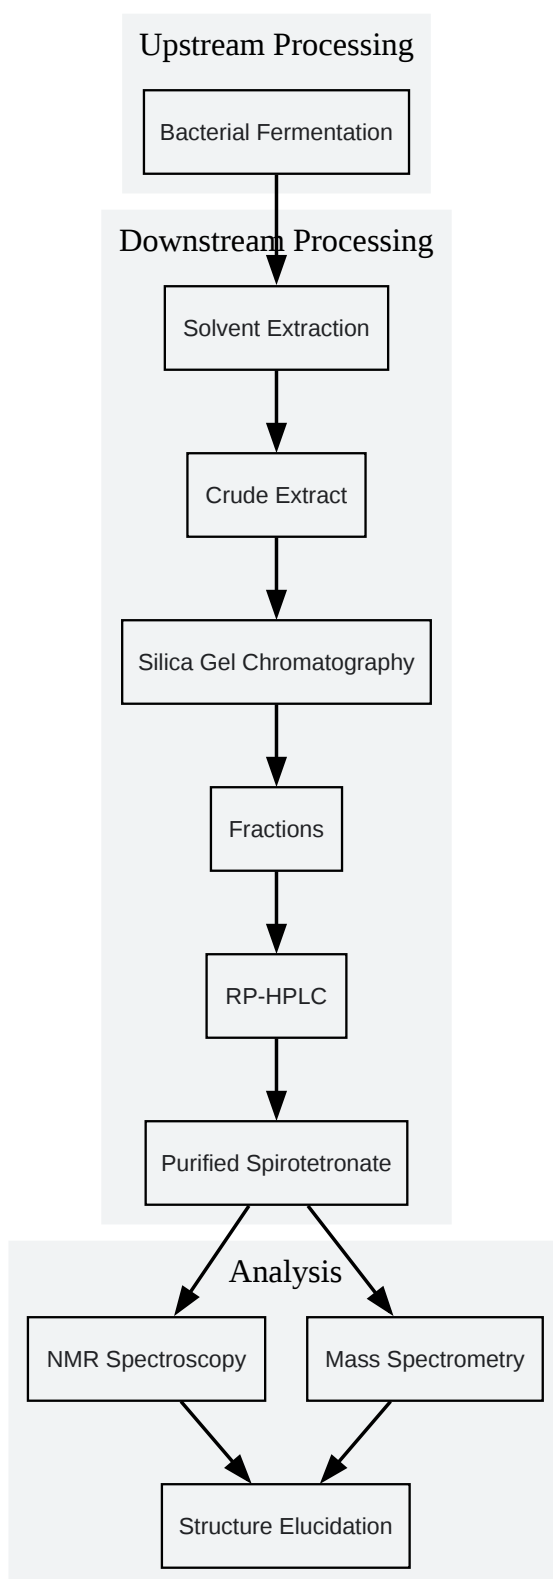 Upstream Processing
Bacterial Fermentation
Downstream Processing
Solvent Extraction
Crude Extract
Silica Gel Chromatography
Fractions
RP-HPLC
Purified Spirotetronate
Analysis
NMR Spectroscopy
Mass Spectrometry
Structure Elucidation